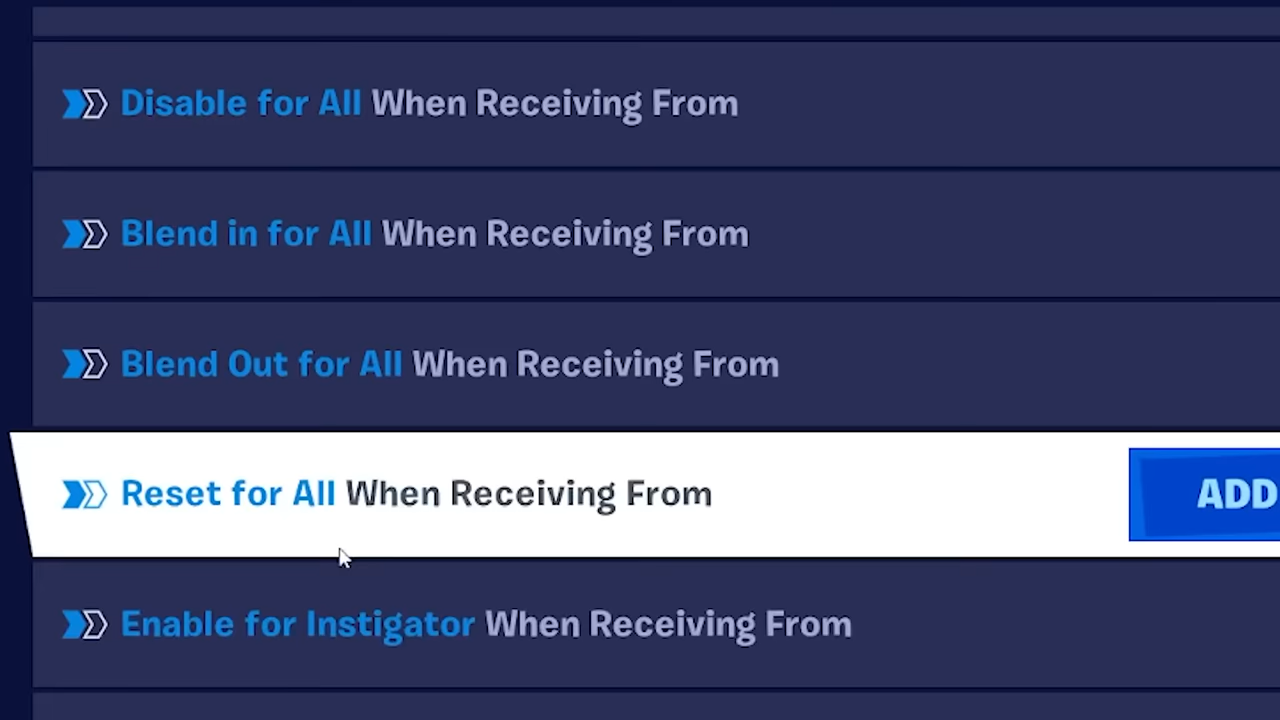 Disable for All When Receiving From
Blend in for All When Receiving From
Blend Out for All When Receiving From
Reset for All When Receiving From
ADD
Enable for Instigator When Receiving From